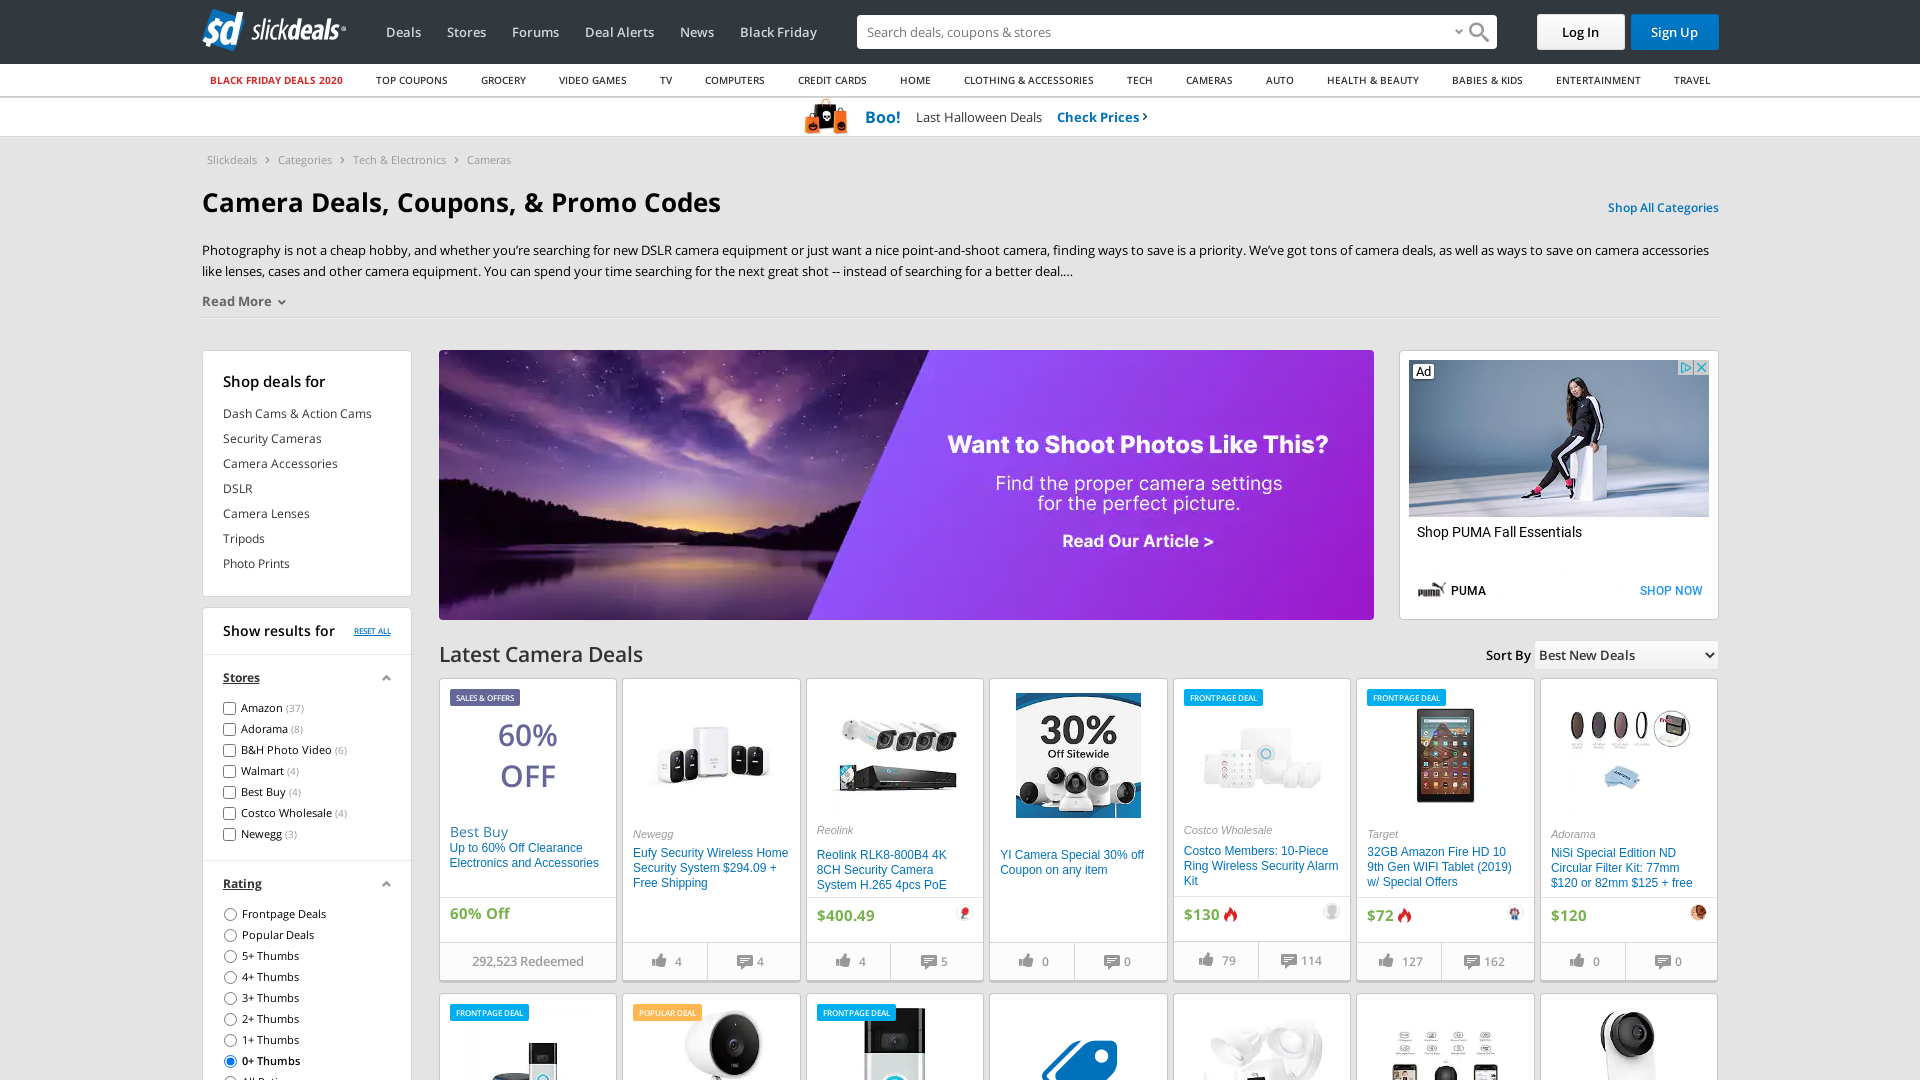 slickdeals
Deals
Stores
Forums
Deal Alerts
News
Black Friday
Search deals, coupons & stores
Log In
Sign Up
BLACK FRIDAY DEALS 2020
TOP COUPONS
GROCERY
VIDEO GAMES
TV
COMPUTERS
CREDIT CARDS
HOME
CLOTHING & ACCESSORIES
TECH
CAMERAS
AUTO
HEALTH & BEAUTY
BABIES & KIDS
ENTERTAINMENT
TRAVEL
Boo! Last Halloween Deals Check Prices
Slickdeals > Categories > Tech & Electronics > Cameras
Camera Deals, Coupons, & Promo Codes
Shop All Categories
Photography is not a cheap hobby, and whether you’re searching for new DSLR camera equipment or just want a nice point-and-shoot camera, finding ways to save is a priority. We’ve got tons of camera deals, as well as ways to save on camera accessories
like lenses, cases and other camera equipment. You can spend your time searching for the next great shot -- instead of searching for a better deal....
Read More
Shop deals for
Dash Cams & Action Cams
Security Cameras
Camera Accessories
DSLR
Camera Lenses
Tripods
Photo Prints
Want to Shoot Photos Like This?
Find the proper camera settings
for the perfect picture.
Read Our Article >
Ad
Shop PUMA Fall Essentials
PUMA
SHOP NOW
Show results for
RESET ALL
Stores
Amazon (37)
Adorama (8)
B&H Photo Video (6)
Walmart (4)
Best Buy (4)
Costco Wholesale (4)
Newegg (3)
Rating
Frontpage Deals
Popular Deals
5+ Thumbs
4+ Thumbs
3+ Thumbs
2+ Thumbs
1+ Thumbs
0+ Thumbs
Latest Camera Deals
Sort By Best New Deals
SALES & OFFERS
60%
OFF
Best Buy
Up to 60% Off Clearance
Electronics and Accessories
60% Off
292,523 Redeemed
Newegg
Eufy Security Wireless Home
Security System $294.09 +
Free Shipping
4
4
Reolink
Reolink RLK8-800B4 4K
8CH Security Camera
System H.265 4pcs PoE
$400.49
4
5
30%
Off Sitewide
YI Camera Special 30% off
Coupon on any item
0
0
FRONTPAGE DEAL
Costco Wholesale
Costco Members: 10-Piece
Ring Wireless Security Alarm
Kit
$130
79
114
FRONTPAGE DEAL
Target
32GB Amazon Fire HD 10
9th Gen WIFI Tablet (2019)
w/ Special Offers
$72
127
162
Adorama
NiSi Special Edition ND
Circular Filter Kit: 77mm
$120 or 82mm $125 + free
$120
0
0
FRONTPAGE DEAL
POPULAR DEAL
FRONTPAGE DEAL